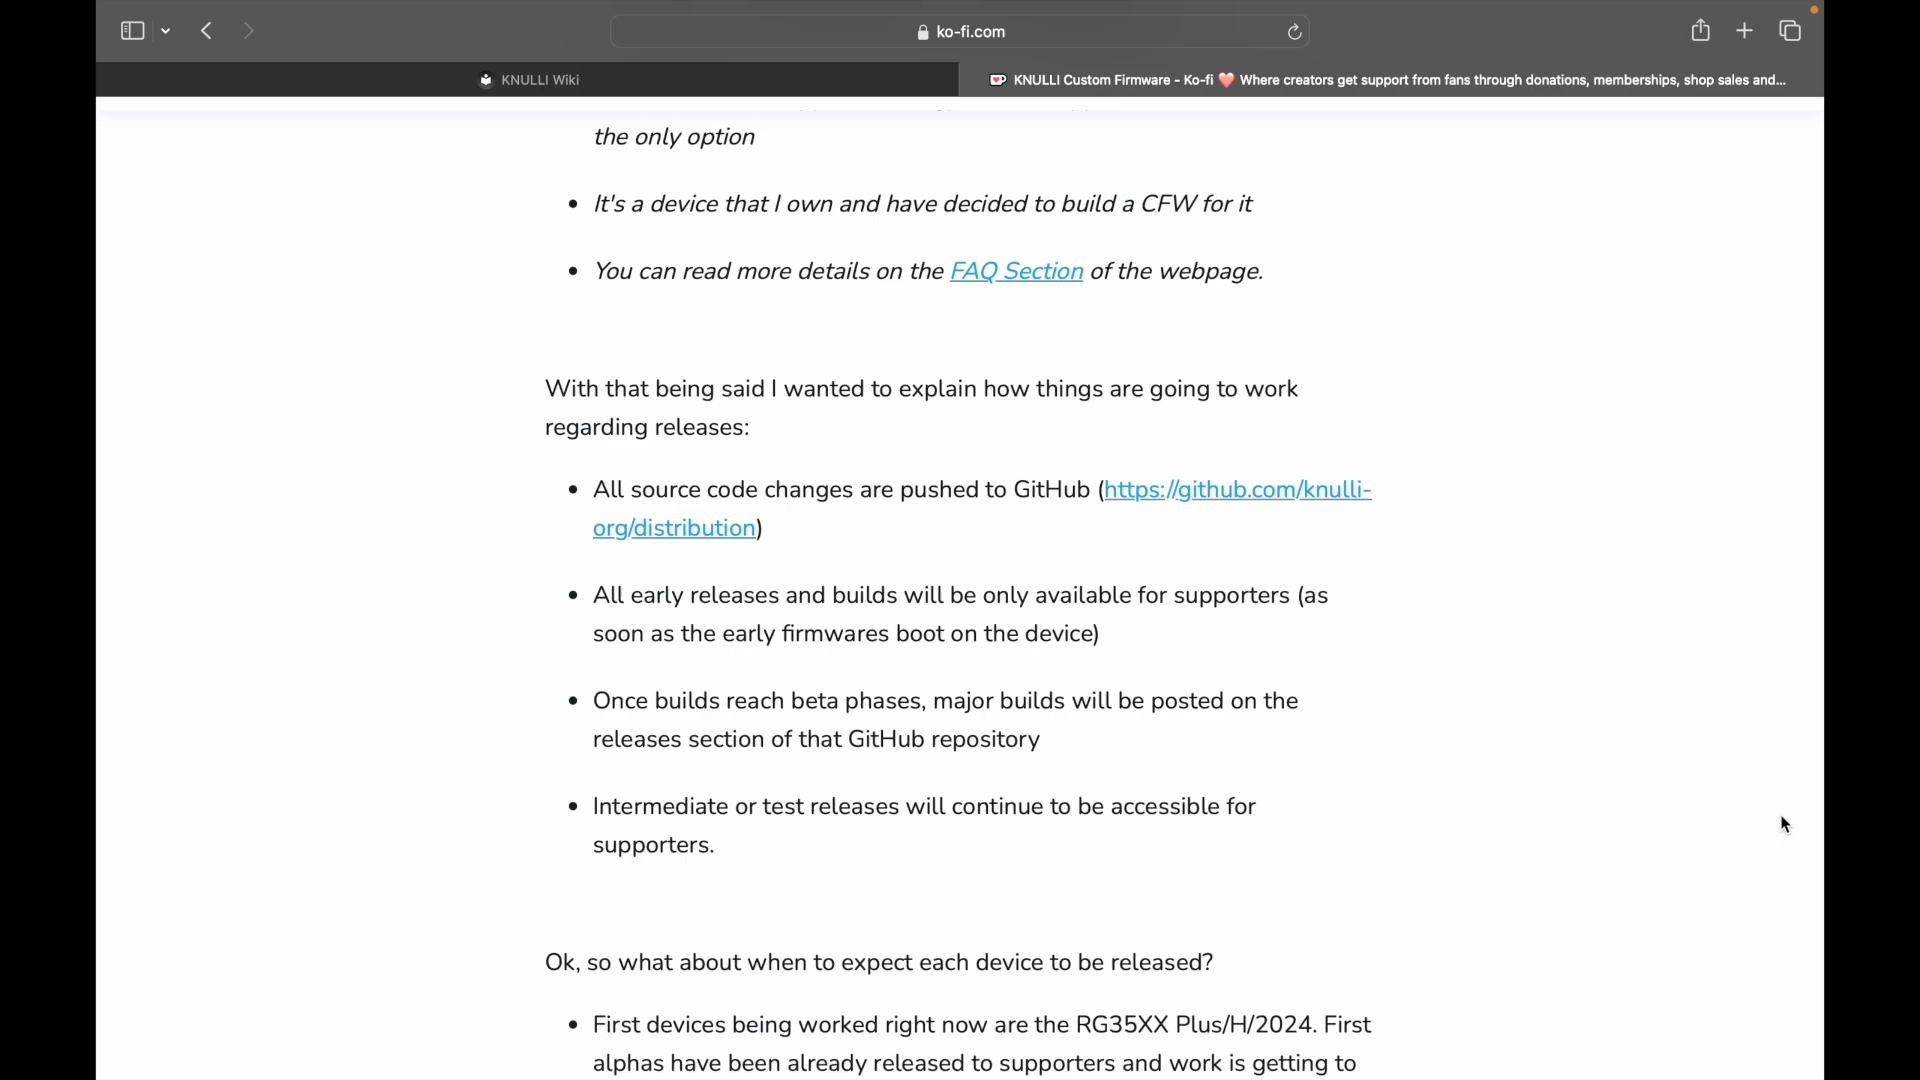 ko-fi.com
KNULLI Wiki
KNULLI Custom Firmware - Ko-fi ❤️ Where creators get support from fans through donations, memberships, shop sales and...
the only option
• It's a device that I own and have decided to build a CFW for it
• You can read more details on the FAQ Section of the webpage.
With that being said I wanted to explain how things are going to work
regarding releases:
• All source code changes are pushed to GitHub (https://github.com/knulli-
org/distribution)
• All early releases and builds will be only available for supporters (as
soon as the early firmwares boot on the device)
• Once builds reach beta phases, major builds will be posted on the
releases section of that GitHub repository
• Intermediate or test releases will continue to be accessible for
supporters.
Ok, so what about when to expect each device to be released?
• First devices being worked right now are the RG35XX Plus/H/2024. First
alphas have been already released to supporters and work is getting to